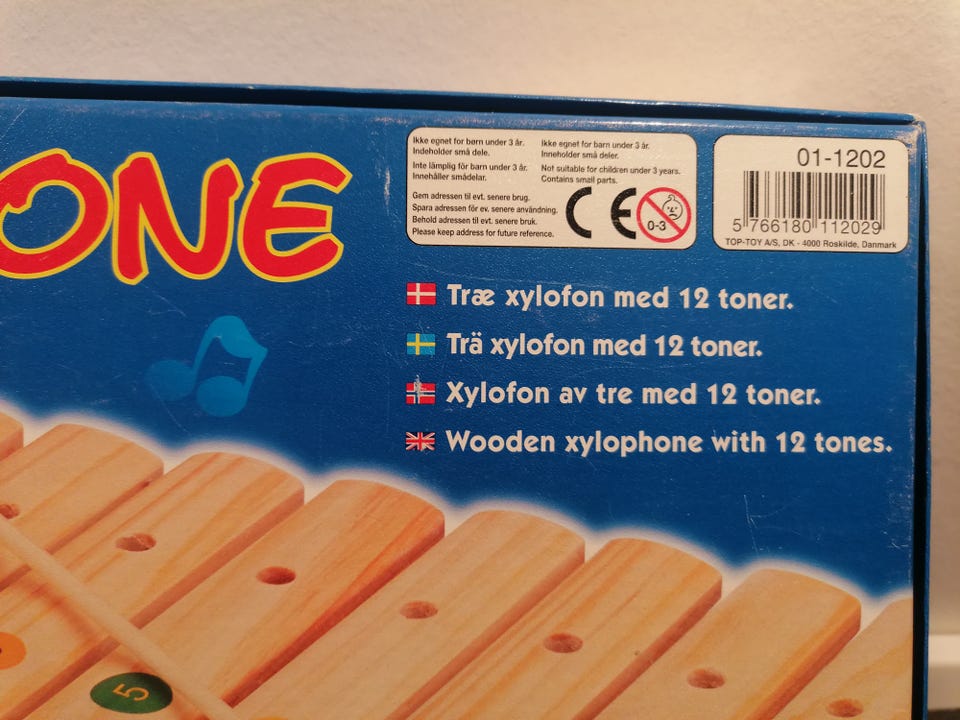 ONE
Ikke egnet for børn under 3 år.
Indeholder små dele.
Inte lämplig för barn under 3 år.
Innehåller smådelar.
Ikke egnet for barn under 3 år.
Inneholder små deler.
Not suitable for children under 3 years.
Contains small parts.
Gem adressen til evt. senere brug.
Spara adressen för ev. senere användning.
Behold adressen til evt. senere bruk.
Please keep address for future reference.
CE
0-3
01-1202
5 766180 112029
TOP-TOY A/S, DK - 4000 Roskilde, Danmark
Træ xylofon med 12 toner.
Trä xylofon med 12 toner.
Xylofon av tre med 12 toner.
Wooden xylophone with 12 tones.
5